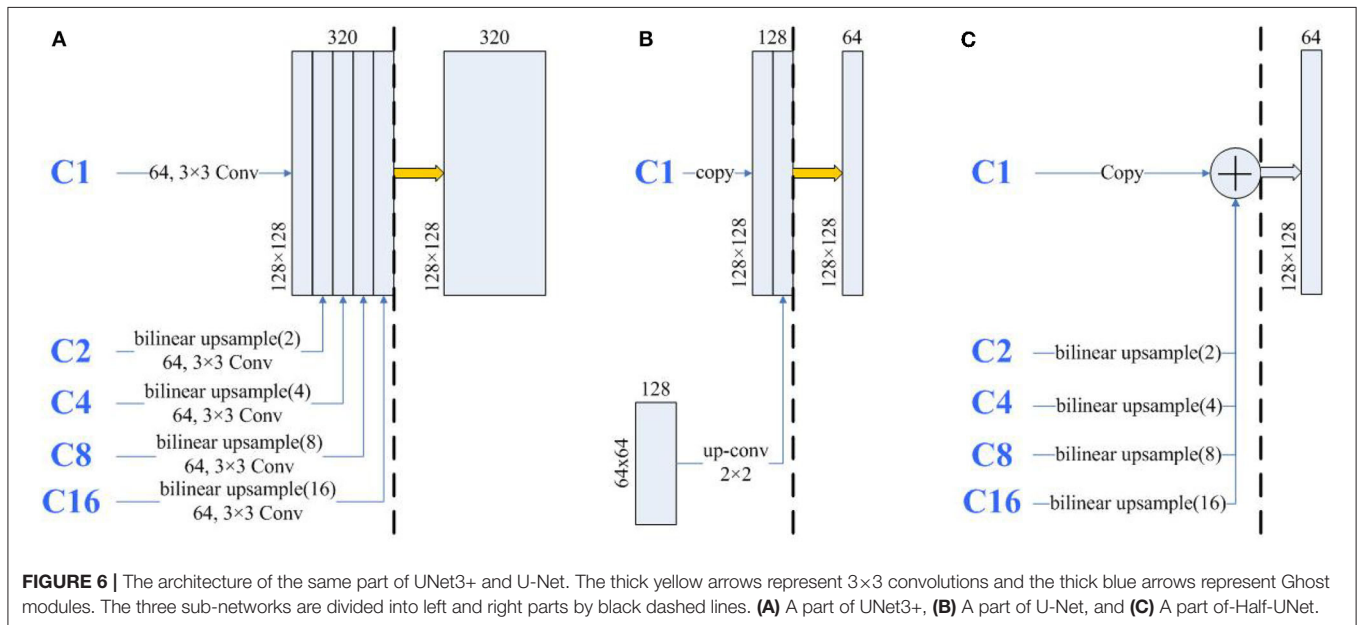 A
320
320
C1
64, 3×3 Conv
128×128
128×128
C2
bilinear upsample(2)
64, 3×3 Conv
C4
bilinear upsample(4)
64, 3×3 Conv
C8
bilinear upsample(8)
64, 3×3 Conv
C16
bilinear upsample(16)
64, 3×3 Conv
B
128
64
C1
copy
128×128
128×128
128
64x64
up-conv
2×2
C
64
C1
Copy
+
128×128
C2
bilinear upsample(2)
C4
bilinear upsample(4)
C8
bilinear upsample(8)
C16
bilinear upsample(16)
FIGURE 6 | The architecture of the same part of UNet3+ and U-Net. The thick yellow arrows represent 3×3 convolutions and the thick blue arrows represent Ghost
modules. The three sub-networks are divided into left and right parts by black dashed lines. (A) A part of UNet3+, (B) A part of U-Net, and (C) A part of-Half-UNet.